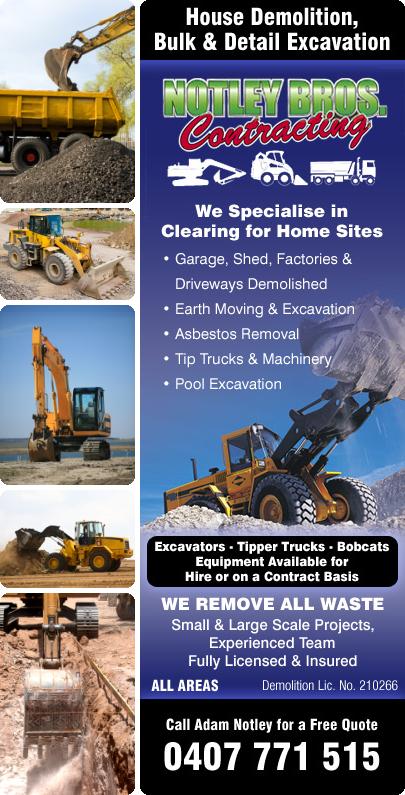 House Demolition,
Bulk & Detail Excavation
NOTLEY BROS.
Contracting
We Specialise in
Clearing for Home Sites
• Garage, Shed, Factories &
Driveways Demolished
• Earth Moving & Excavation
• Asbestos Removal
• Tip Trucks & Machinery
• Pool Excavation
Excavators - Tipper Trucks - Bobcats
Equipment Available for
Hire or on a Contract Basis
WE REMOVE ALL WASTE
Small & Large Scale Projects,
Experienced Team
Fully Licensed & Insured
ALL AREAS Demolition Lic. No. 210266
Call Adam Notley for a Free Quote
0407 771 515